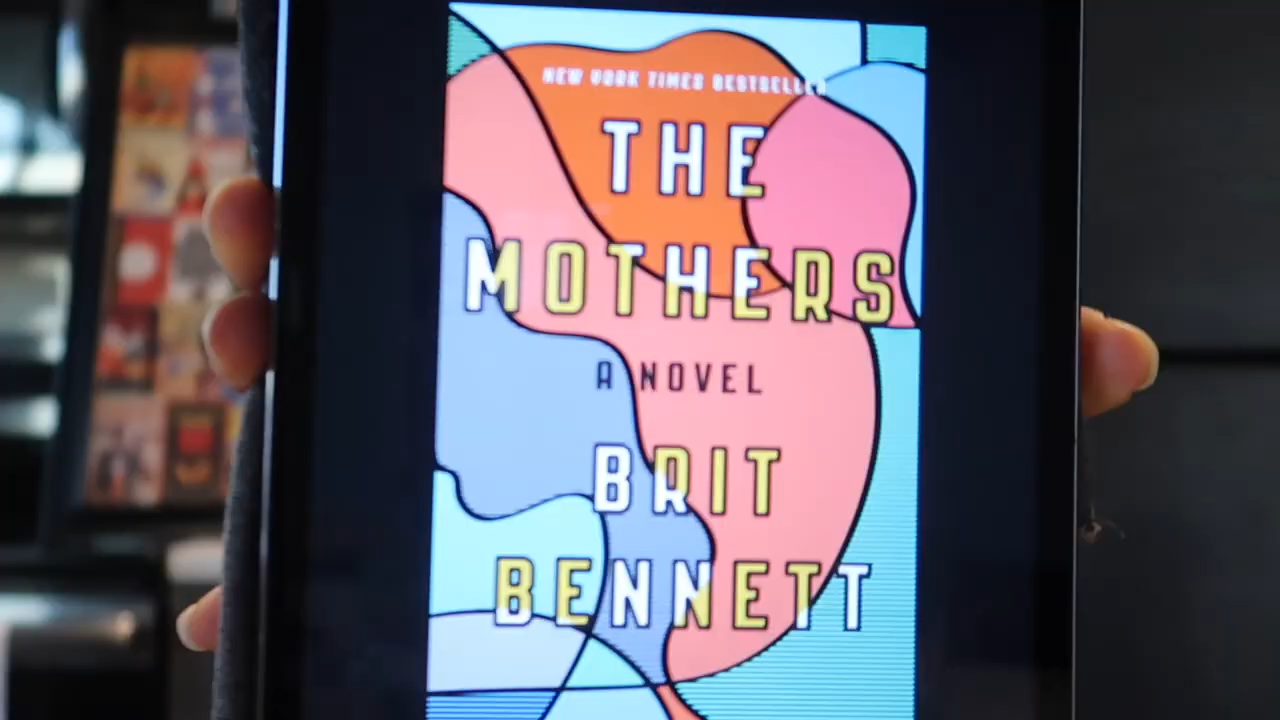 NEW YORK TIMES BESTSELLER
THE
MOTHERS
A NOVEL
BRIT
BENNETT